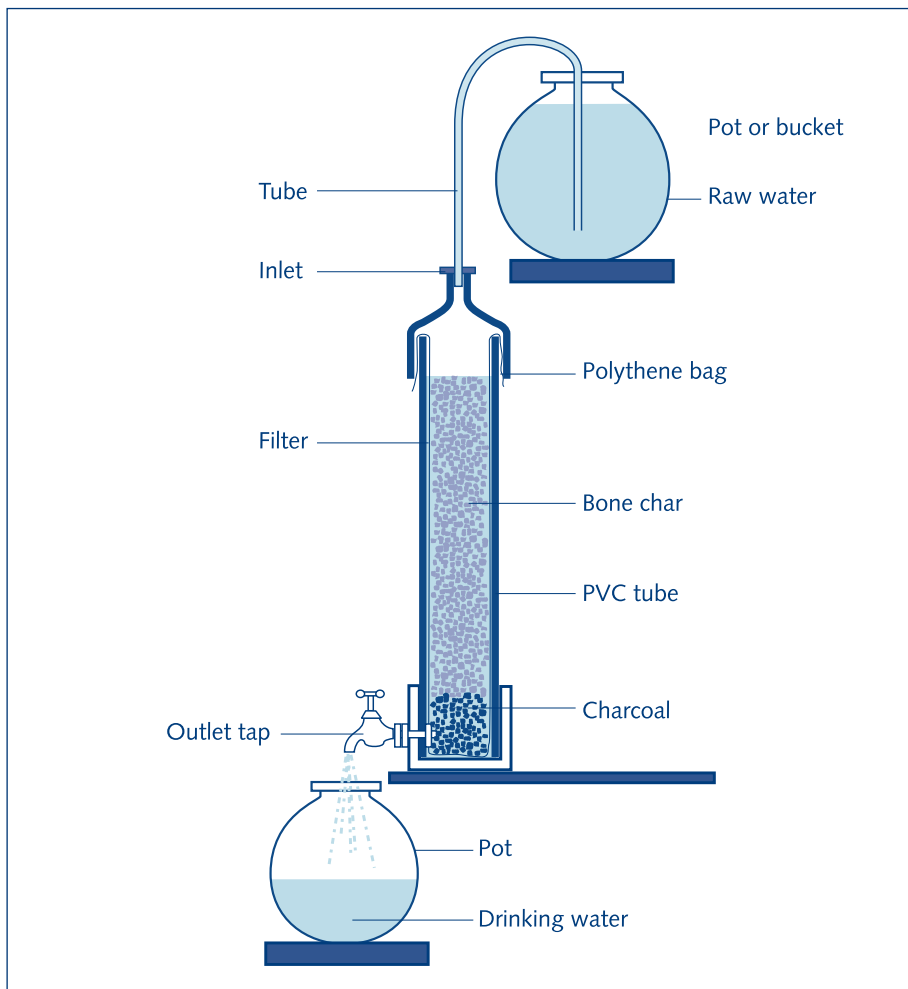 Pot or bucket
Tube
Raw water
Inlet
Polythene bag
Filter
Bone char
PVC tube
Charcoal
Outlet tap
Pot
Drinking water